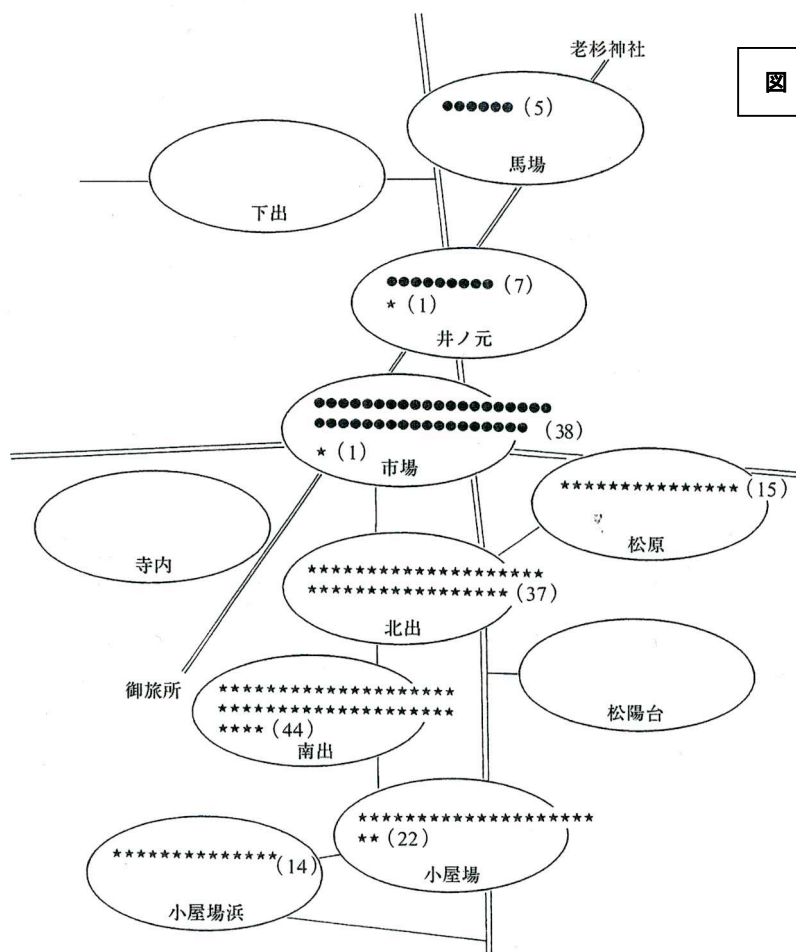 老杉神社
図
(5)
馬場
下出
(7)
(1)
井ノ元
(38)
(1)
市場
(15)
松原
寺内
(37)
北出
御旅所
(44)
南出
松陽台
(22)
小屋場
(14)
小屋場浜